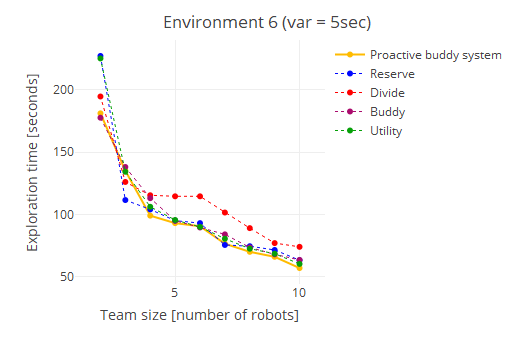 Environment 6 (var = 5sec)
Exploration time [seconds]
200
150
100
50
5
10
Team size [number of robots]
Proactive buddy system
Reserve
Divide
Buddy
Utility